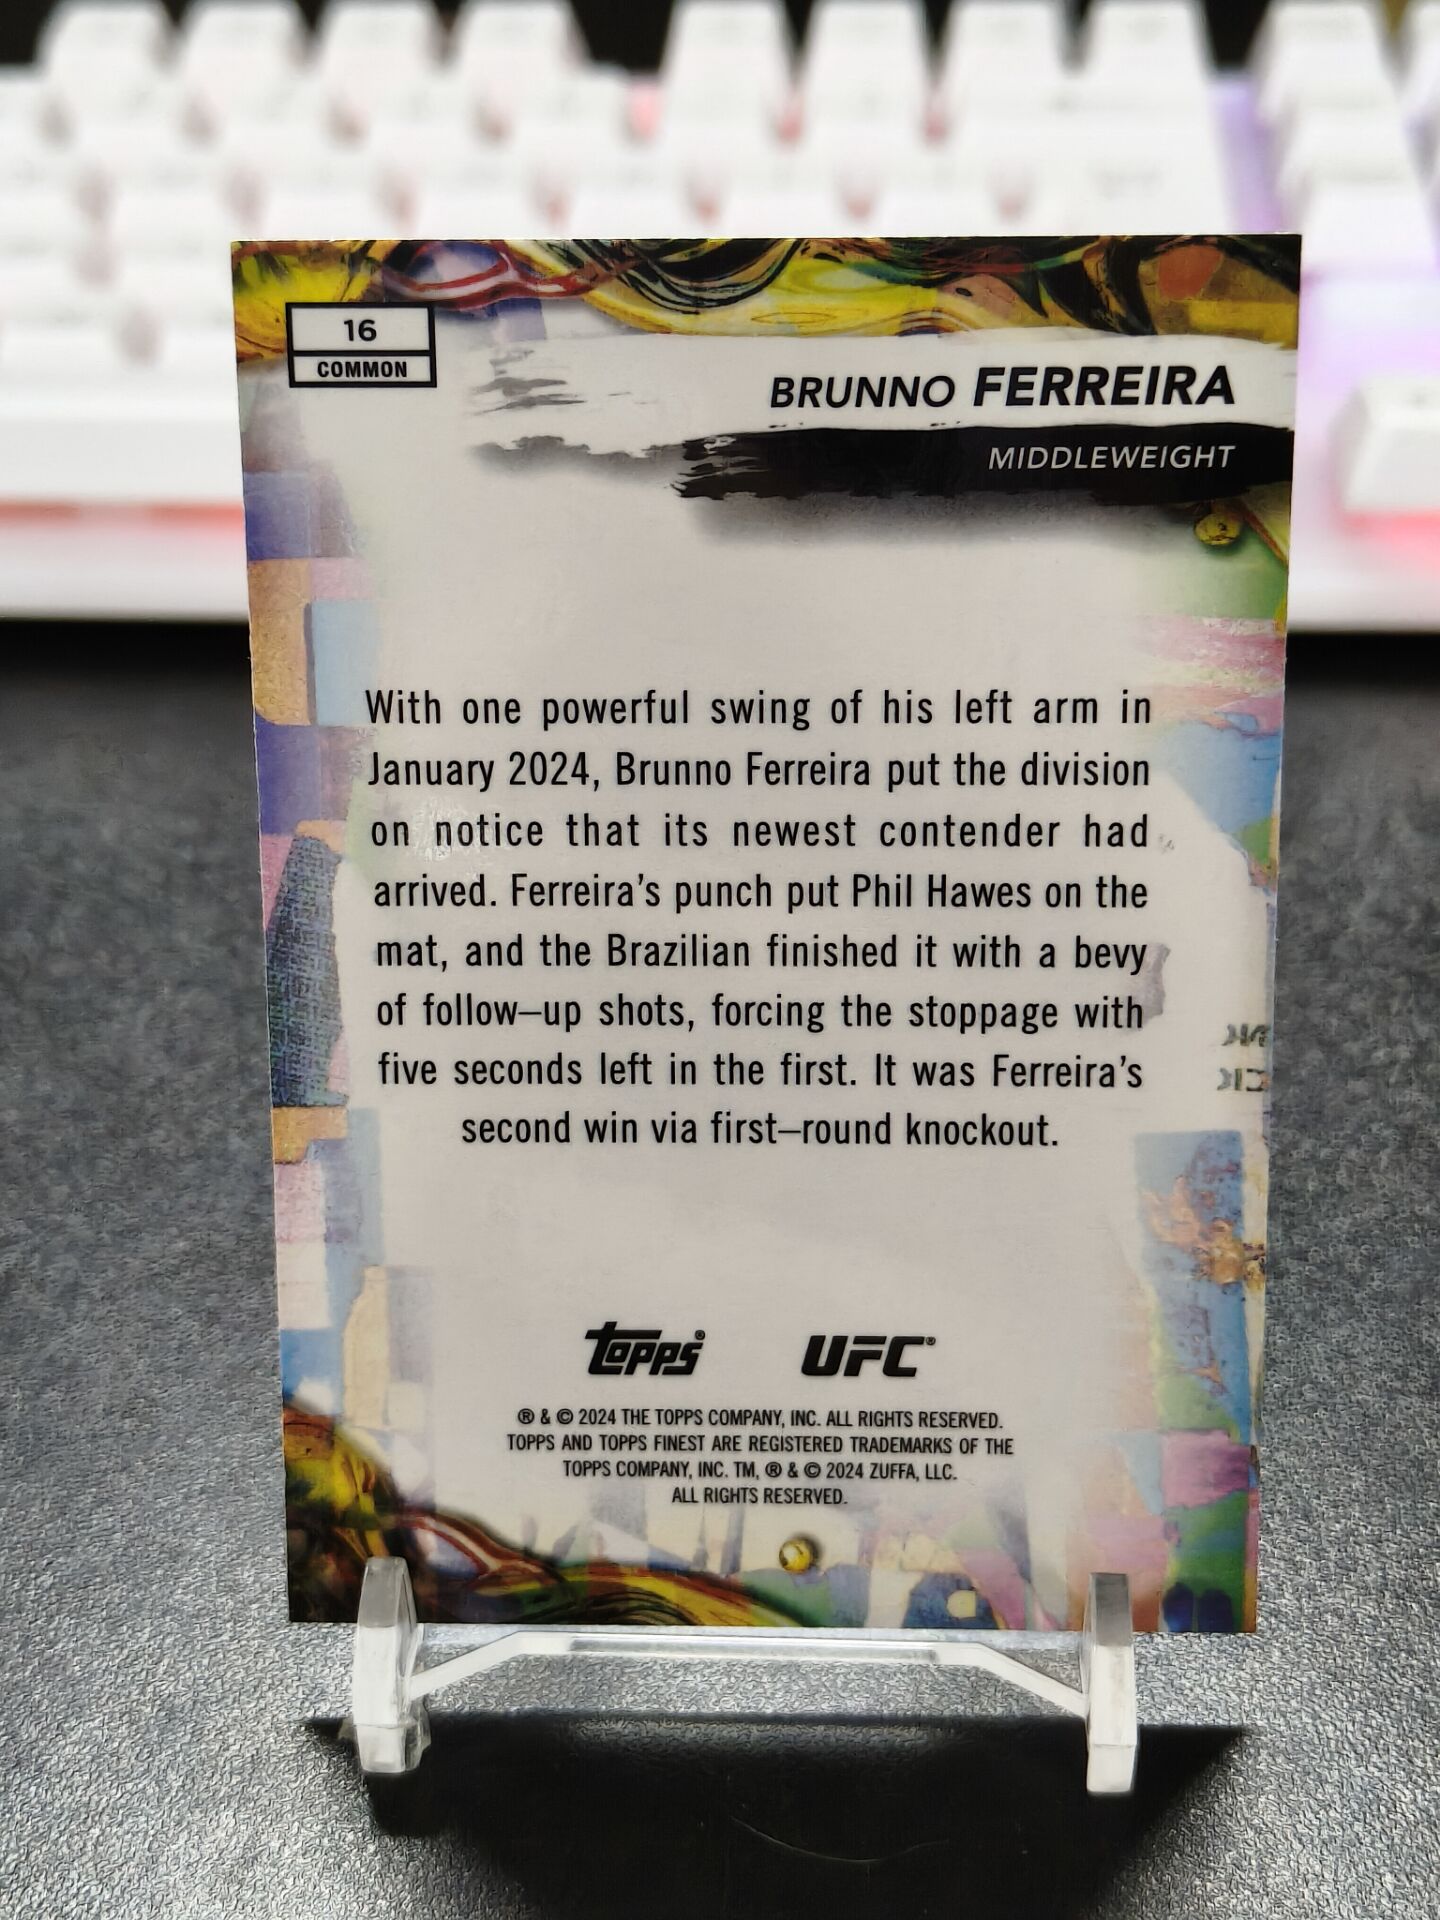 16
COMMON
BRUNNO FERREIRA
MIDDLEWEIGHT
With one powerful swing of his left arm in
January 2024, Brunno Ferreira put the division
on notice that its newest contender had
arrived. Ferreira's punch put Phil Hawes on the
mat, and the Brazilian finished it with a bevy
of follow–up shots, forcing the stoppage with
five seconds left in the first. It was Ferreira's
second win via first–round knockout.
topps® UFC®
® & © 2024 THE TOPPS COMPANY, INC. ALL RIGHTS RESERVED.
TOPPS AND TOPPS FINEST ARE REGISTERED TRADEMARKS OF THE
TOPPS COMPANY, INC. TM, ® & © 2024 ZUFFA, LLC.
ALL RIGHTS RESERVED.